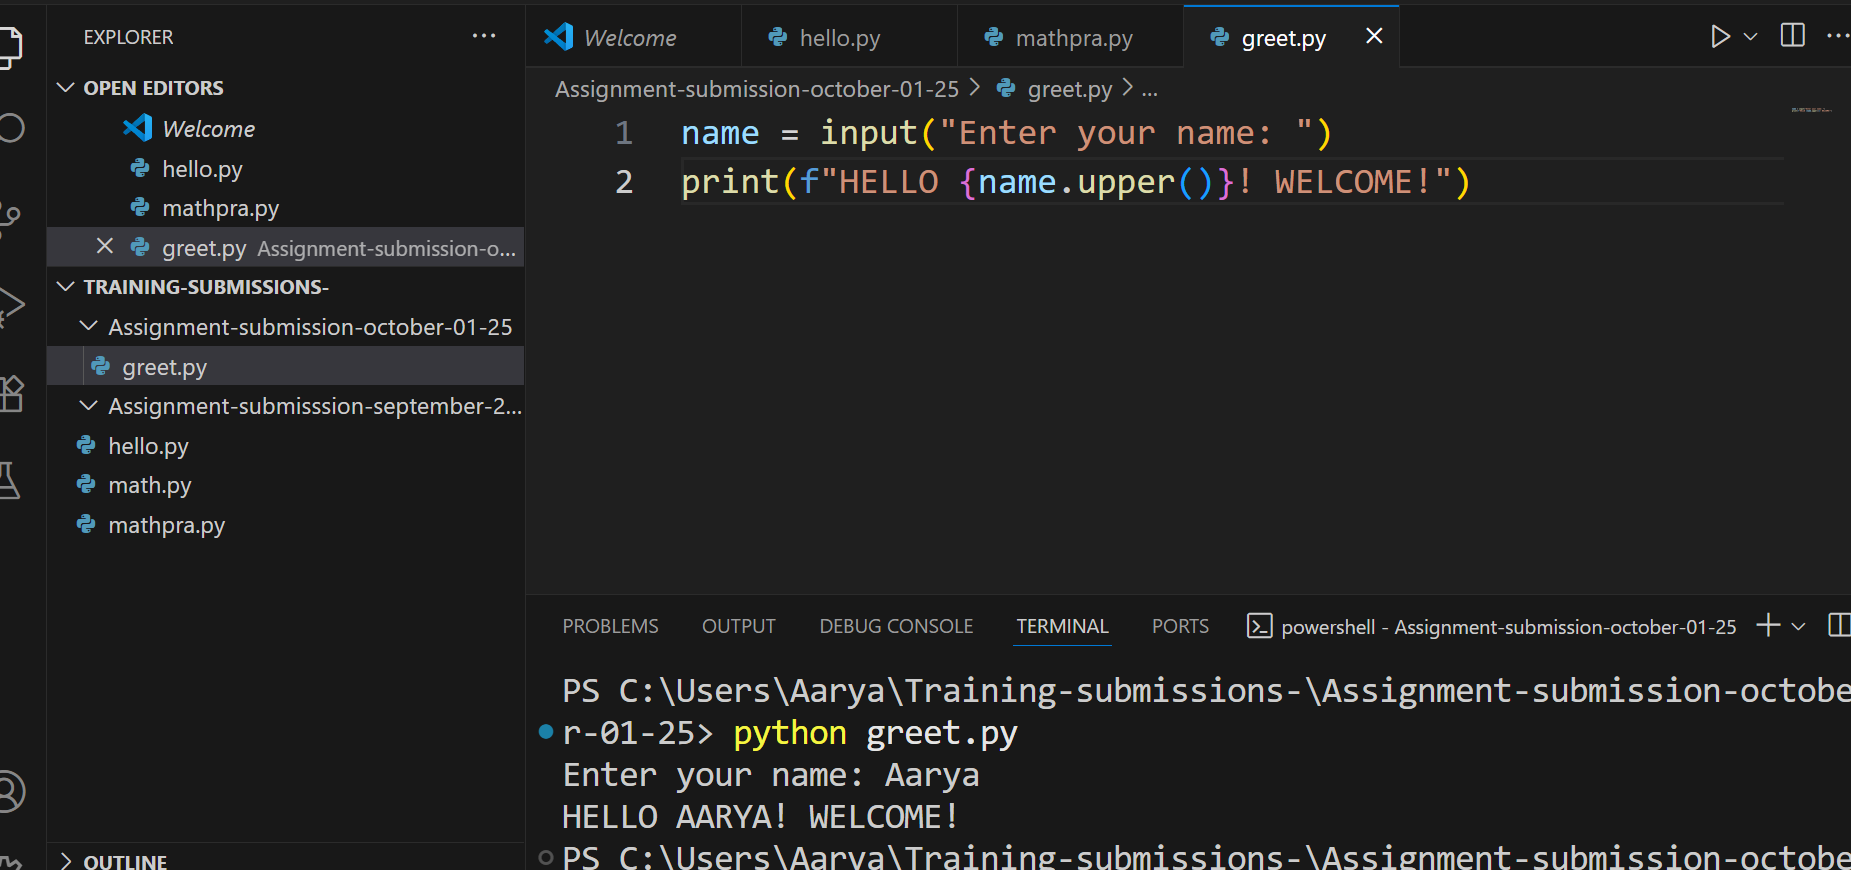 EXPLORER
OPEN EDITORS
Welcome
hello.py
mathpra.py
greet.py Assignment-submission-o...
TRAINING-SUBMISSIONS-
Assignment-submission-october-01-25
greet.py
Assignment-submisssion-september-2...
hello.py
math.py
mathpra.py
OUTLINE
Welcome hello.py mathpra.py greet.py
Assignment-submission-october-01-25 > greet.py > ...
1 name = input("Enter your name: ")
2 print(f"HELLO {name.upper()}! WELCOME!")
PROBLEMS OUTPUT DEBUG CONSOLE TERMINAL PORTS powershell - Assignment-submission-october-01-25
PS C:\Users\Aarya\Training-submissions-\Assignment-submission-octobe
r-01-25> python greet.py
Enter your name: Aarya
HELLO AARYA! WELCOME!
PS C:\Users\Aarya\Training-submissions-\Assignment-submission-octobe